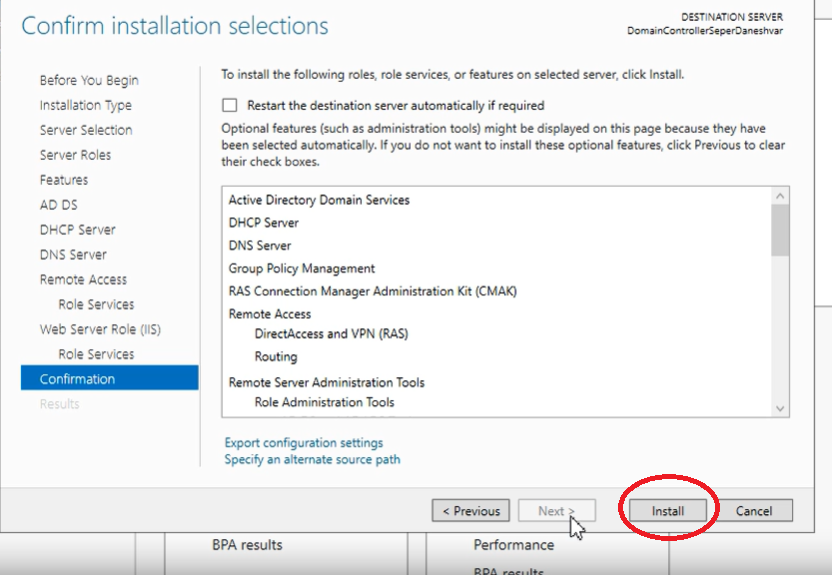 Confirm installation selections
DESTINATION SERVER
DomainControllerSeperDaneshvar
Before You Begin
Installation Type
Server Selection
Server Roles
Features
AD DS
DHCP Server
DNS Server
Remote Access
Role Services
Web Server Role (IIS)
Role Services
Confirmation
Results
To install the following roles, role services, or features on selected server, click Install.
Restart the destination server automatically if required
Optional features (such as administration tools) might be displayed on this page because they have
been selected automatically. If you do not want to install these optional features, click Previous to clear
their check boxes.
Active Directory Domain Services
DHCP Server
DNS Server
Group Policy Management
RAS Connection Manager Administration Kit (CMAK)
Remote Access
DirectAccess and VPN (RAS)
Routing
Remote Server Administration Tools
Role Administration Tools
Export configuration settings
Specify an alternate source path
< Previous
Next >
Install
Cancel
BPA results
Performance
BPA results